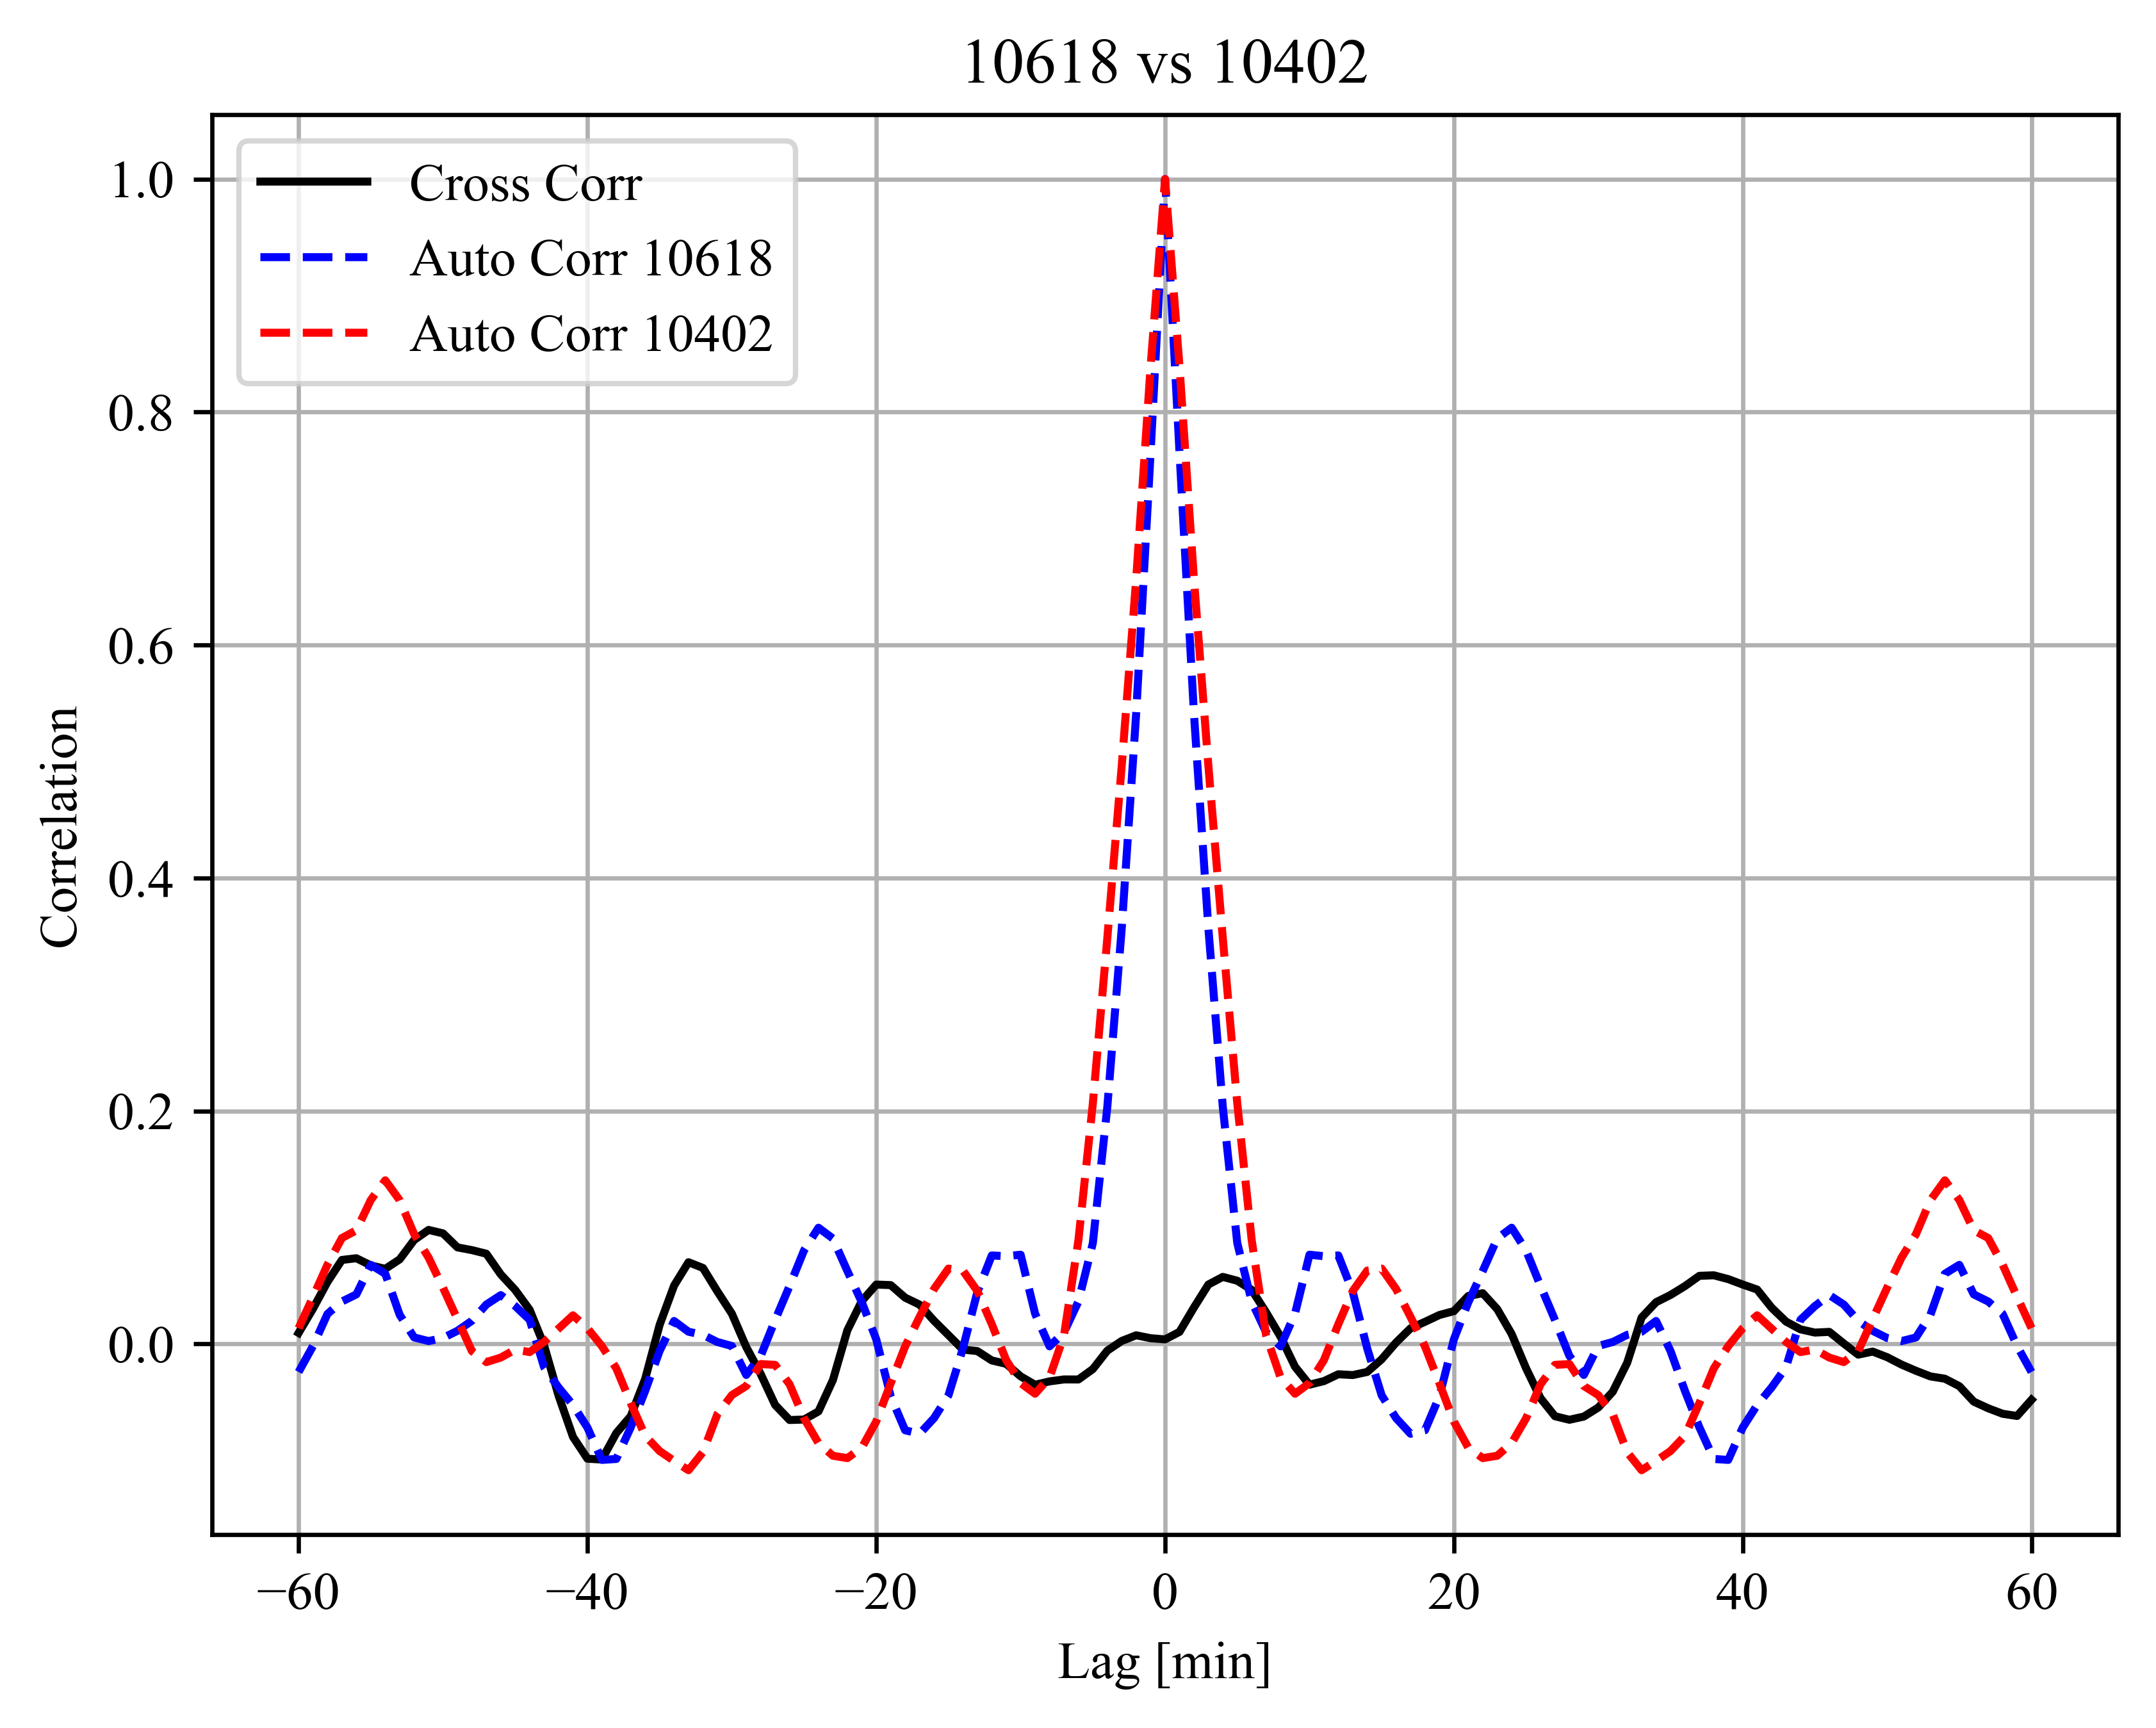 10618 vs 10402
Cross Corr
Auto Corr 10618
Auto Corr 10402
1.0
0.8
0.6
0.4
0.2
0.0
Correlation
−60 −40 −20 0 20 40 60
Lag [min]